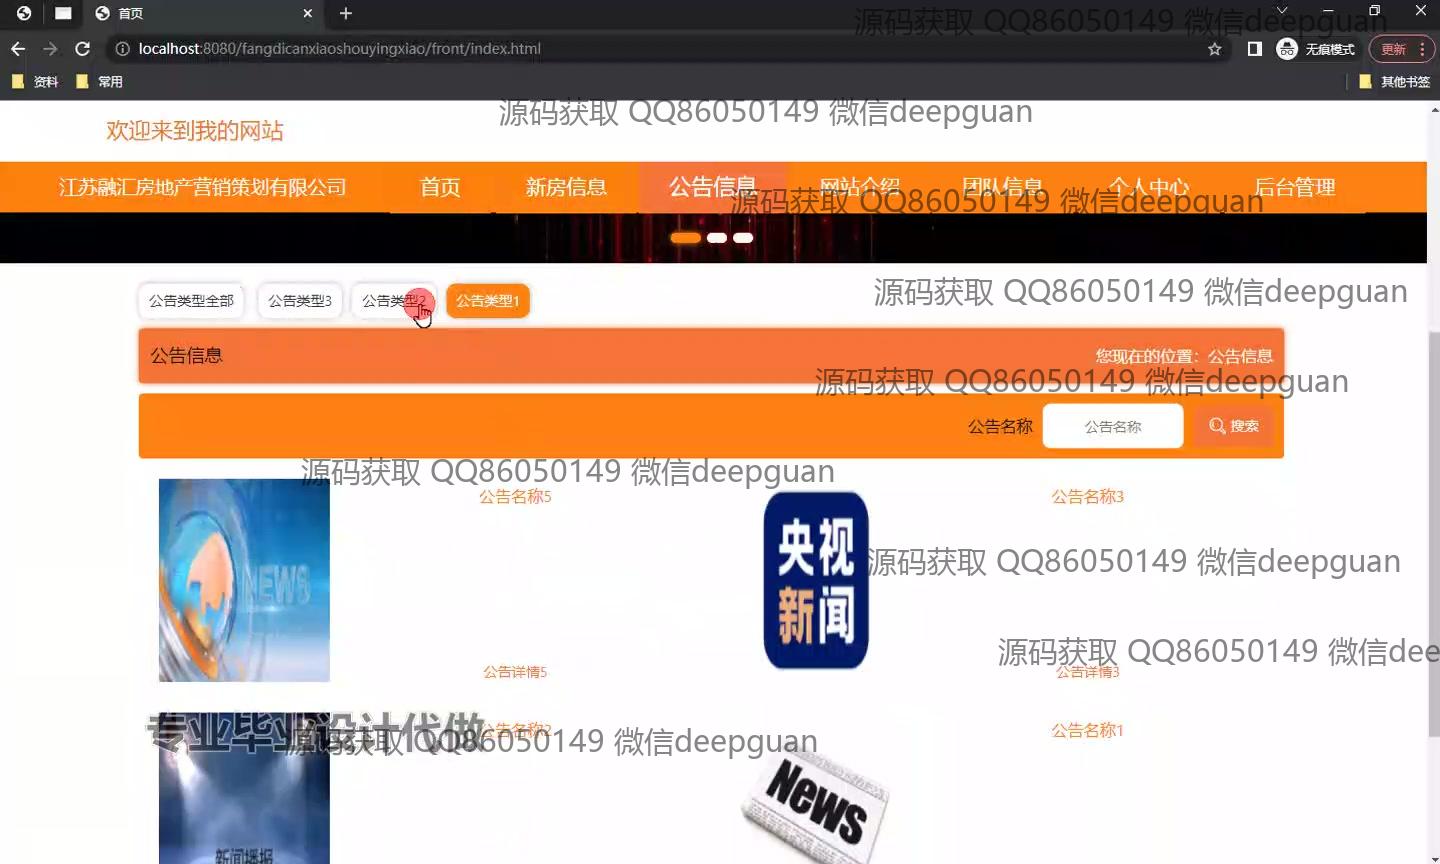 首页
localhost:8080/fangdicanxiaoshouyingxiao/front/index.html
无痕模式
更新
资料
常用
其他书签
源码获取 QQ86050149 微信deepguan
源码获取 QQ86050149 微信deepguan
欢迎来到我的网站
江苏融汇房地产营销策划有限公司
首页
新房信息
公告信息
网站介绍
团队信息
个人中心
后台管理
源码获取 QQ86050149 微信deepguan
公告类型全部
公告类型3
公告类型2
公告类型1
源码获取 QQ86050149 微信deepguan
公告信息
您现在的位置：公告信息
源码获取 QQ86050149 微信deepguan
公告名称
公告名称
搜索
源码获取 QQ86050149 微信deepguan
公告名称5
公告名称3
NEWS
央视
新闻
源码获取 QQ86050149 微信deepguan
源码获取 QQ86050149 微信dee
公告详情5
公告详情3
专业毕业设计代做
公告名称2
公告名称1
源码获取 QQ86050149 微信deepguan
News
新闻播报